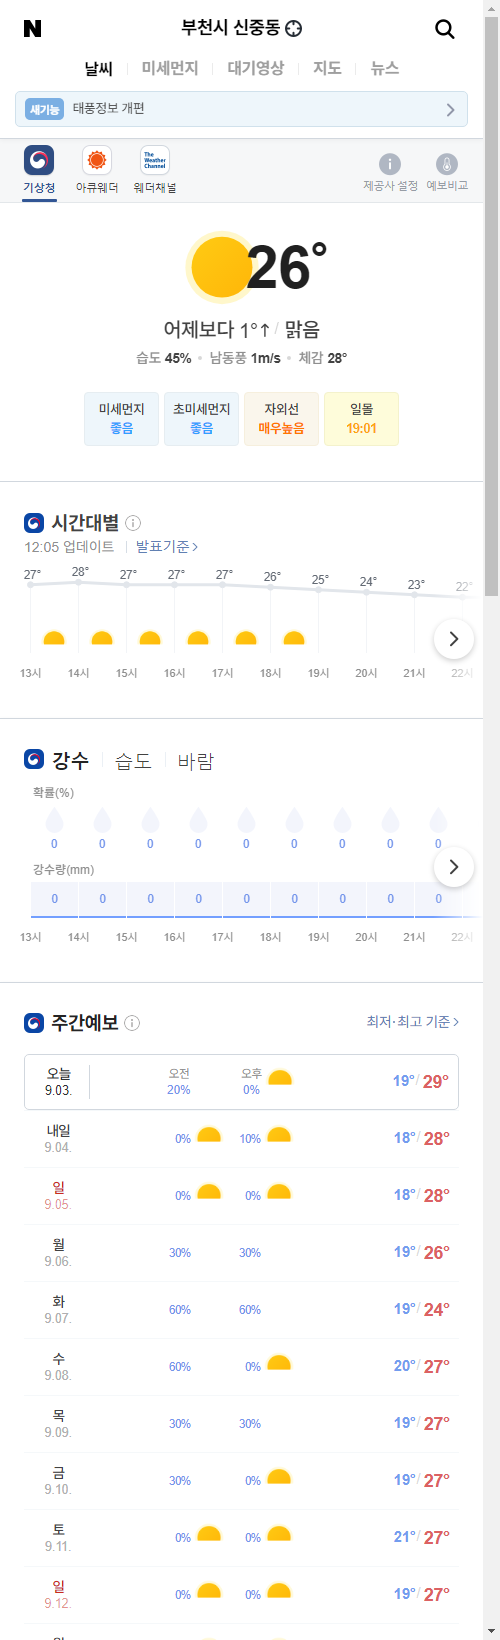 N 부천시 신중동
날씨 미세먼지 대기영상 지도 뉴스
새기능 태풍정보 개편
The Weather Channel
기상청 아큐웨더 웨더채널 제공사 설정 예보비교
26°
어제보다 1°↑ / 맑음
습도 45% • 남동풍 1m/s • 체감 28°
미세먼지 초미세먼지 자외선 일몰
좋음 좋음 매우높음 19:01
시간대별
12:05 업데이트 발표기준 >
27° 28° 27° 27° 27° 26° 25° 24° 23° 22°
13시 14시 15시 16시 17시 18시 19시 20시 21시 22시
강수 습도 바람
확률(%)
0 0 0 0 0 0 0 0 0
강수량(mm)
0 0 0 0 0 0 0 0 0
13시 14시 15시 16시 17시 18시 19시 20시 21시 22시
주간예보 최저·최고 기준 >
오늘 오전 오후
9.03. 20% 0% 19°/ 29°
내일
9.04. 0% 10% 18°/ 28°
일
9.05. 0% 0% 18°/ 28°
월
9.06. 30% 30% 19°/ 26°
화
9.07. 60% 60% 19°/ 24°
수
9.08. 60% 0% 20°/ 27°
목
9.09. 30% 30% 19°/ 27°
금
9.10. 30% 0% 19°/ 27°
토
9.11. 0% 0% 21°/ 27°
일
9.12. 0% 0% 19°/ 27°